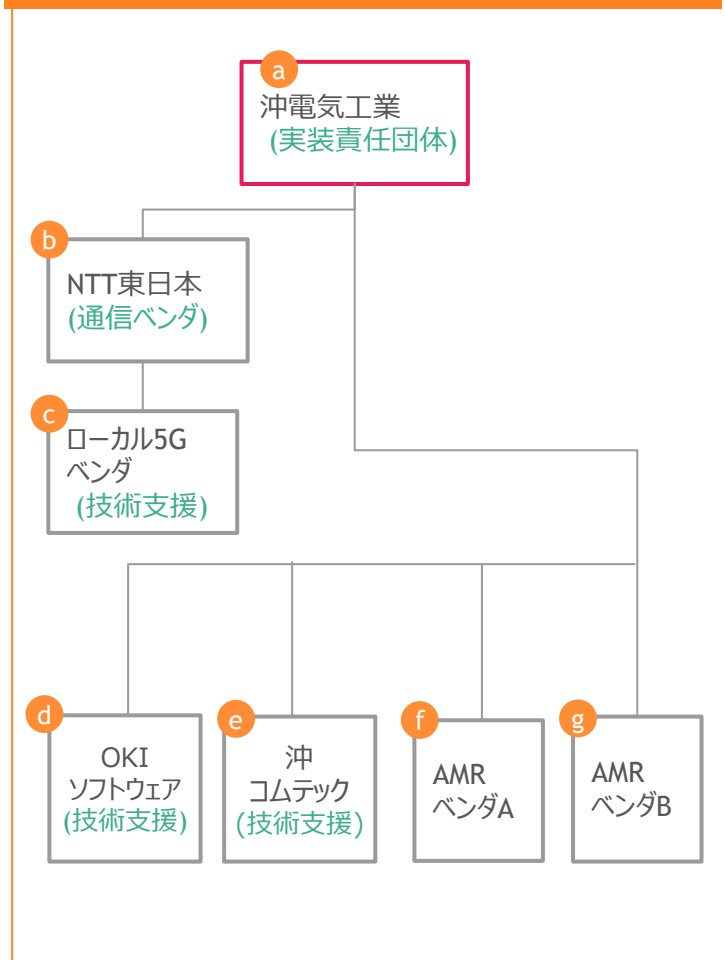 a
沖電気工業
(実装責任団体)
b
NTT東日本
(通信ベンダ)
c
ローカル5G
ベンダ
(技術支援)
d
OKI
ソフトウェア
(技術支援)
e
沖
コムテック
(技術支援)
f
AMR
ベンダA
g
AMR
ベンダB